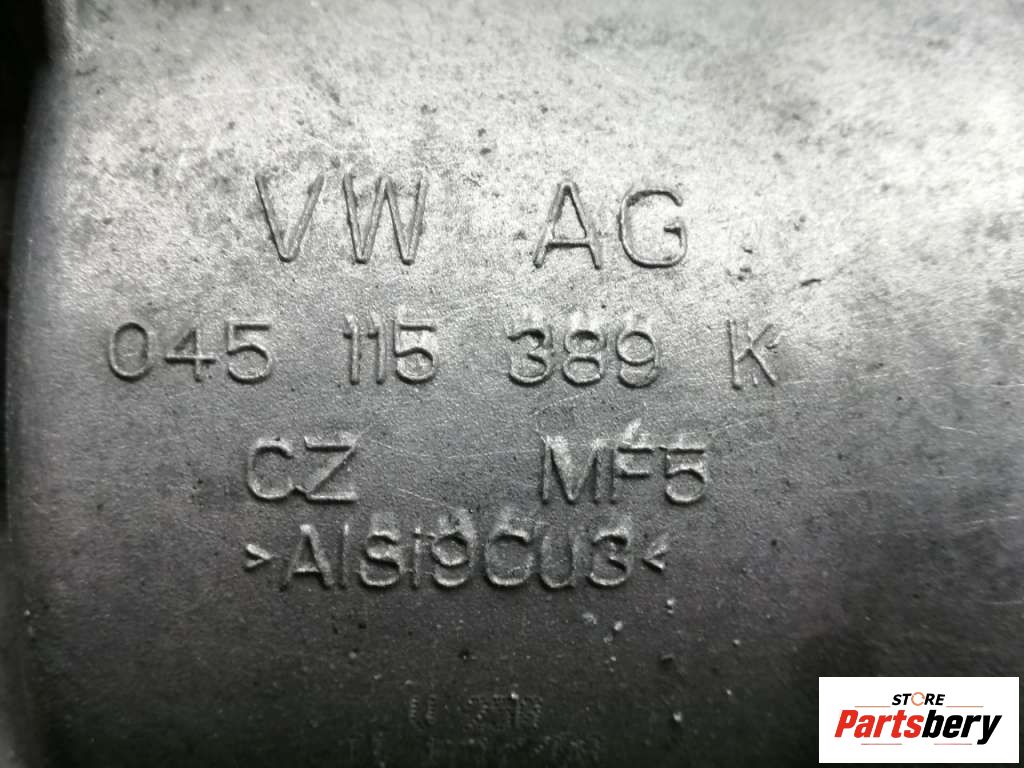 VW AG
045 115 389 K
CZ MF5
>AlSi9Cu3<
STORE
Partsbery